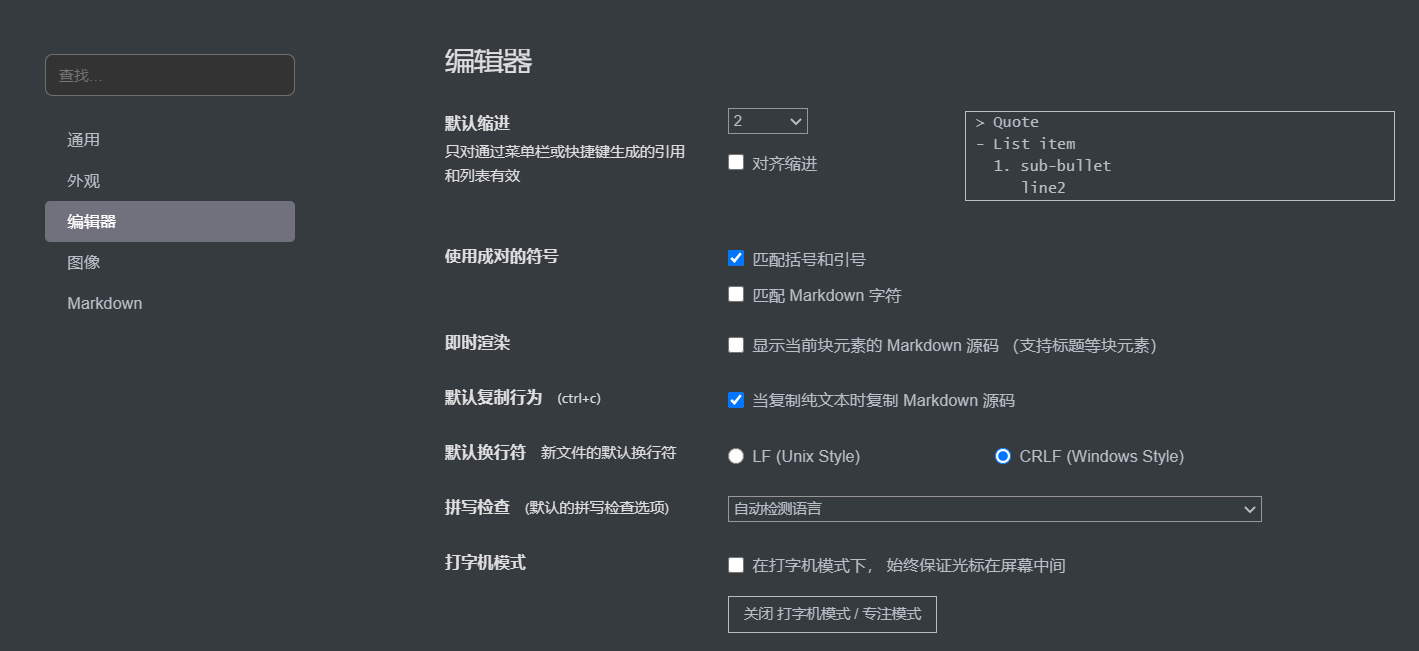 编辑器
查找...
通用
外观
编辑器
图像
Markdown
默认缩进
只对通过菜单栏或快捷键生成的引用
和列表有效
2
对齐缩进
> Quote
- List item
1. sub-bullet
line2
使用成对的符号
匹配括号和引号
匹配 Markdown 字符
即时渲染
显示当前块元素的 Markdown 源码 （支持标题等块元素）
默认复制行为 (ctrl+c)
当复制纯文本时复制 Markdown 源码
默认换行符 新文件的默认换行符
LF (Unix Style)
CRLF (Windows Style)
拼写检查 (默认的拼写检查选项)
自动检测语言
打字机模式
在打字机模式下， 始终保证光标在屏幕中间
关闭 打字机模式 / 专注模式